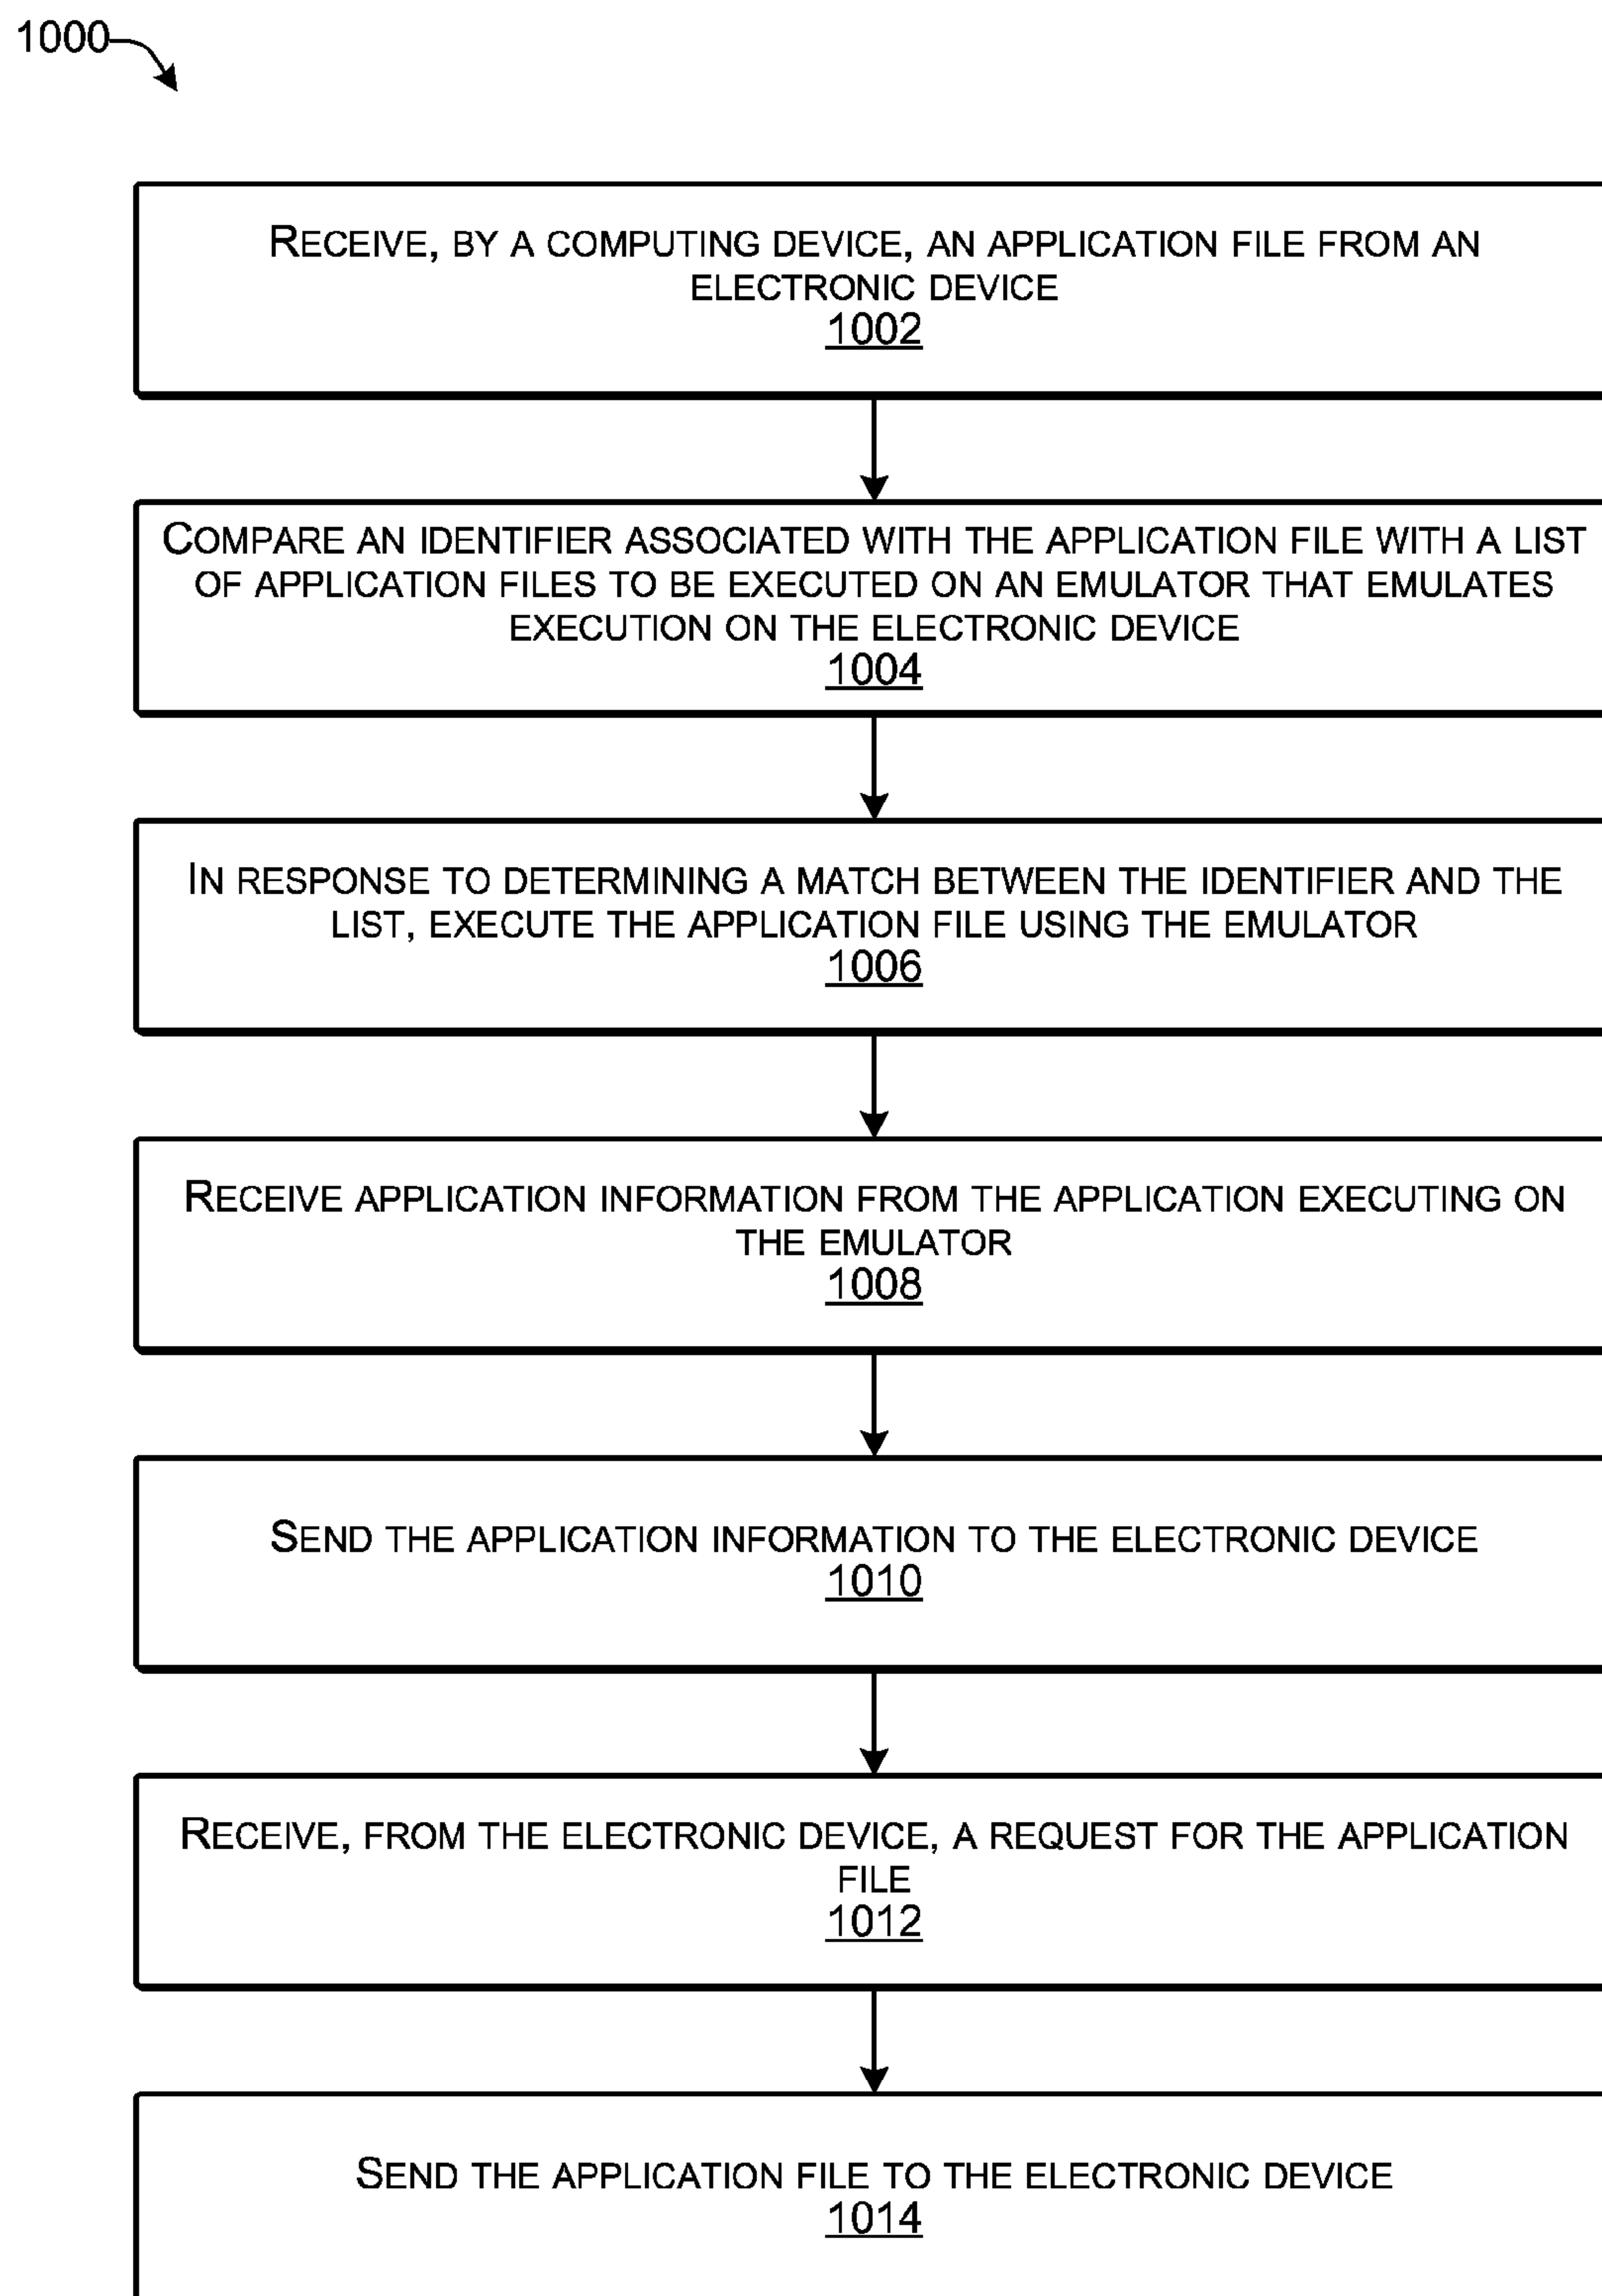 1000
RECEIVE, BY A COMPUTING DEVICE, AN APPLICATION FILE FROM AN
ELECTRONIC DEVICE
1002
COMPARE AN IDENTIFIER ASSOCIATED WITH THE APPLICATION FILE WITH A LIST
OF APPLICATION FILES TO BE EXECUTED ON AN EMULATOR THAT EMULATES
EXECUTION ON THE ELECTRONIC DEVICE
1004
IN RESPONSE TO DETERMINING A MATCH BETWEEN THE IDENTIFIER AND THE
LIST, EXECUTE THE APPLICATION FILE USING THE EMULATOR
1006
RECEIVE APPLICATION INFORMATION FROM THE APPLICATION EXECUTING ON
THE EMULATOR
1008
SEND THE APPLICATION INFORMATION TO THE ELECTRONIC DEVICE
1010
RECEIVE, FROM THE ELECTRONIC DEVICE, A REQUEST FOR THE APPLICATION
FILE
1012
SEND THE APPLICATION FILE TO THE ELECTRONIC DEVICE
1014